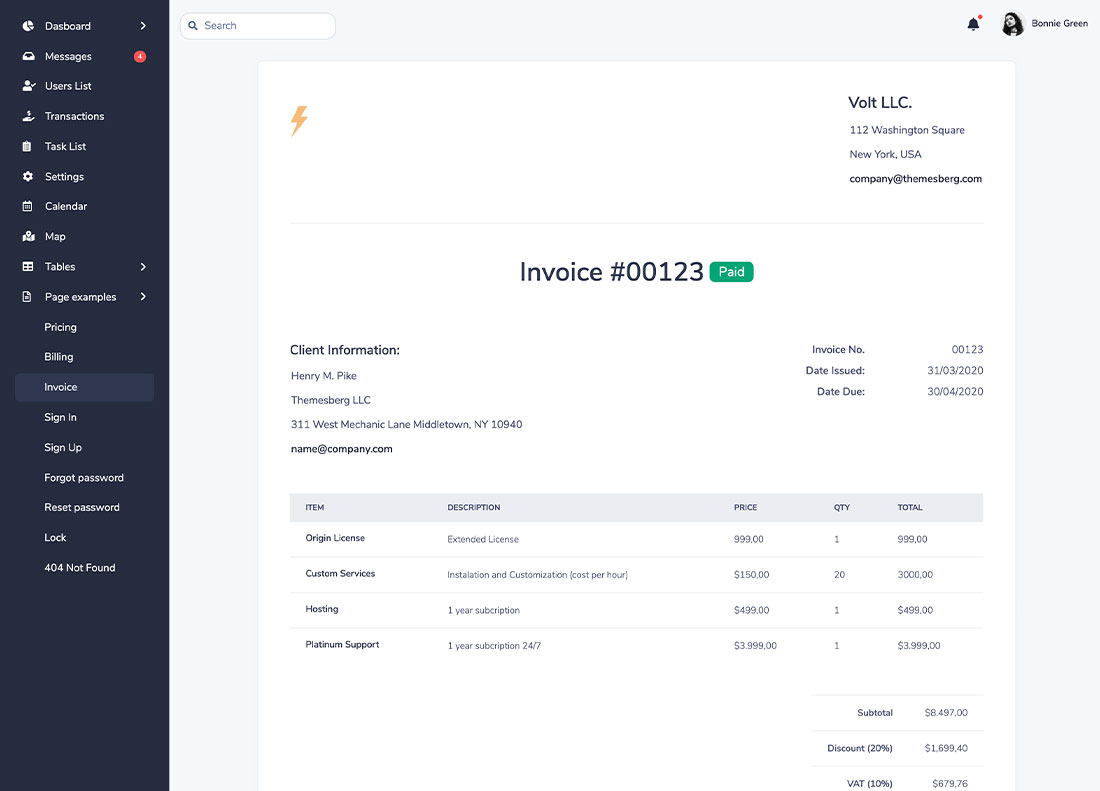 Dasboard
Messages 4
Users List
Transactions
Task List
Settings
Calendar
Map
Tables
Page examples
Pricing
Billing
Invoice
Sign In
Sign Up
Forgot password
Reset password
Lock
404 Not Found
Search
Bonnie Green
Volt LLC.
112 Washington Square
New York, USA
company@themesberg.com
Invoice #00123 Paid
Client Information:
Henry M. Pike
Themesberg LLC
311 West Mechanic Lane Middletown, NY 10940
name@company.com
Invoice No. 00123
Date Issued: 31/03/2020
Date Due: 30/04/2020
ITEM DESCRIPTION PRICE QTY TOTAL
Origin License Extended License 999,00 1 999,00
Custom Services Instalation and Customization (cost per hour) $150,00 20 3000,00
Hosting 1 year subcription $499,00 1 $499,00
Platinum Support 1 year subcription 24/7 $3.999,00 1 $3.999,00
Subtotal $8.497,00
Discount (20%) $1,699,40
VAT (10%) $679,76